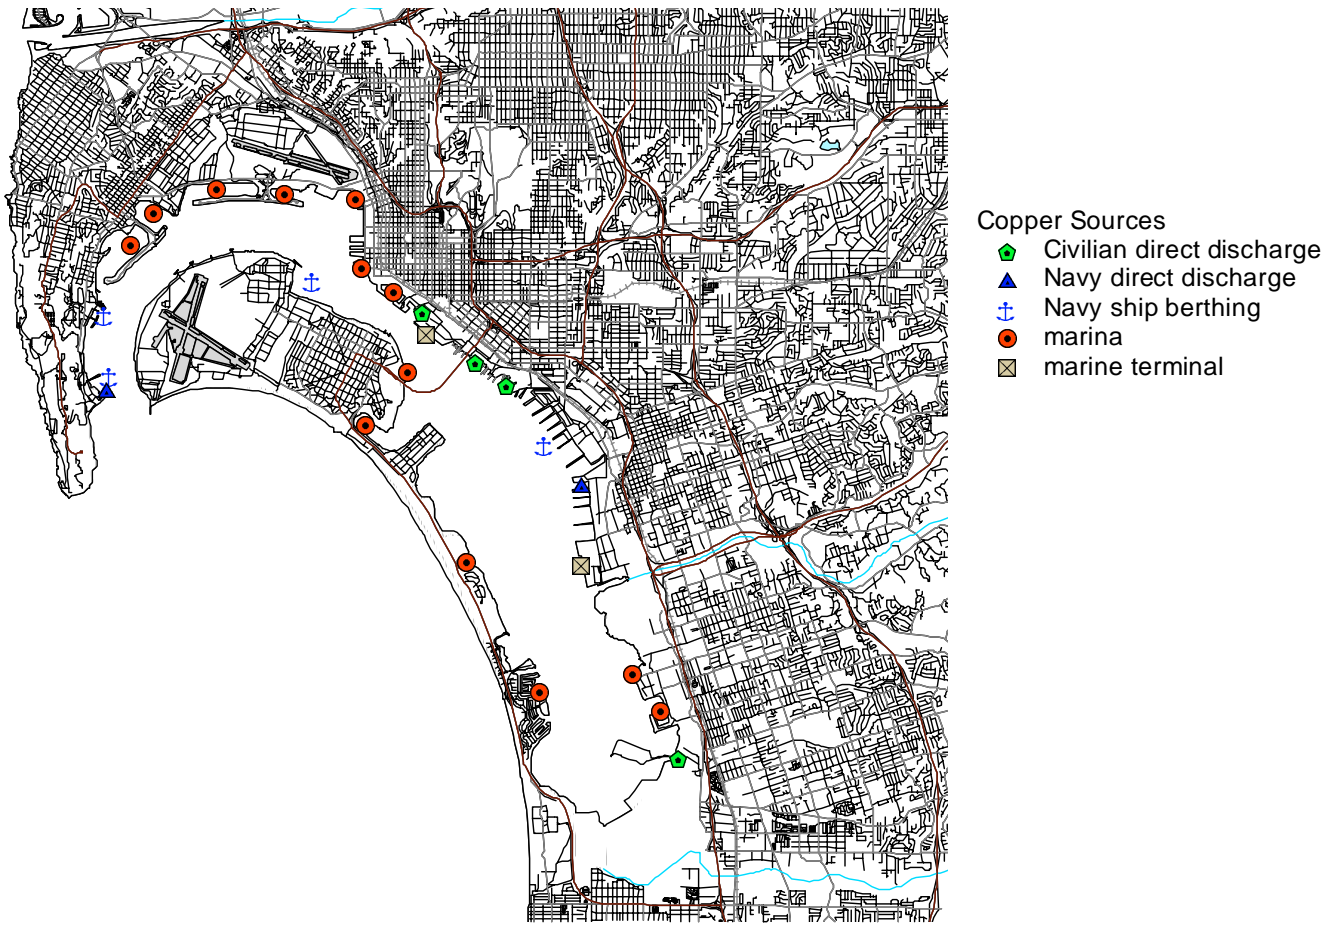 Copper Sources
Civilian direct discharge
Navy direct discharge
Navy ship berthing
marina
marine terminal